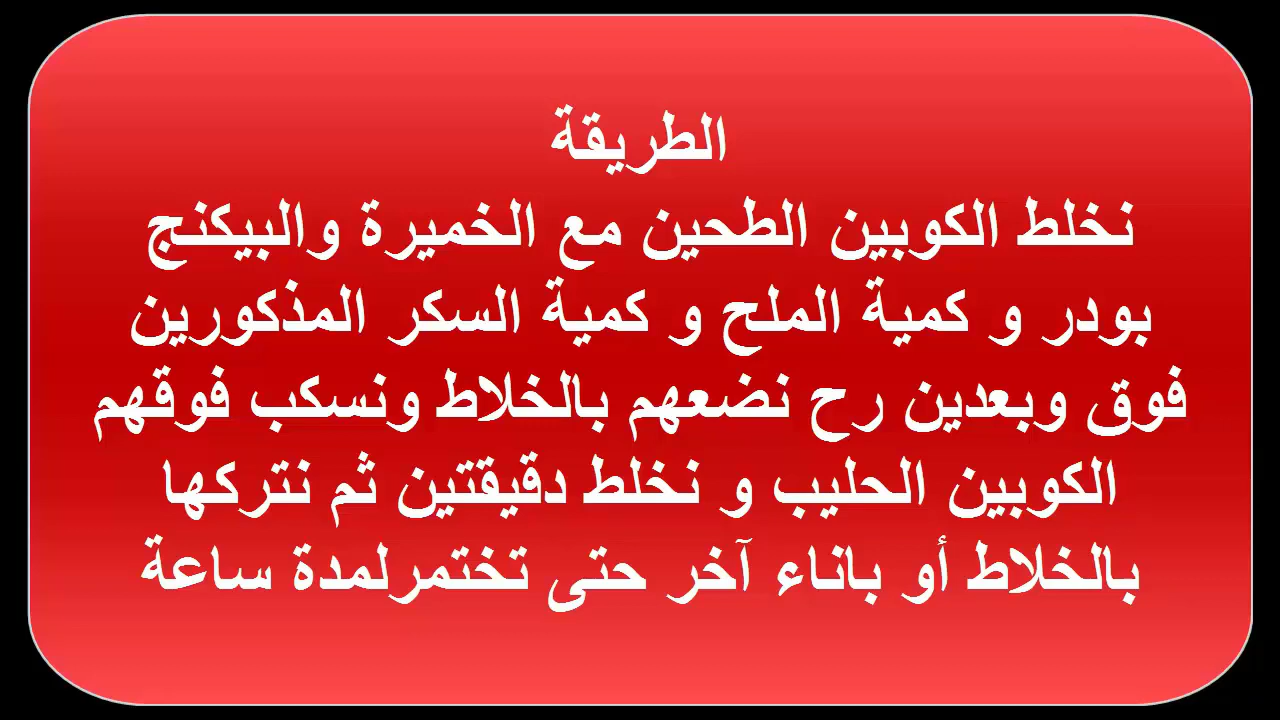 الطريقة
نخلط الكوبين الطحين مع الخميرة والبيكنج
بودر و كمية الملح و كمية السكر المذكورين
فوق وبعدين رح نضعهم بالخلاط ونسكب فوقهم
الكوبين الحليب و نخلط دقيقتين ثم نتركها
بالخلاط أو باناء آخر حتى تختمرلمدة ساعة